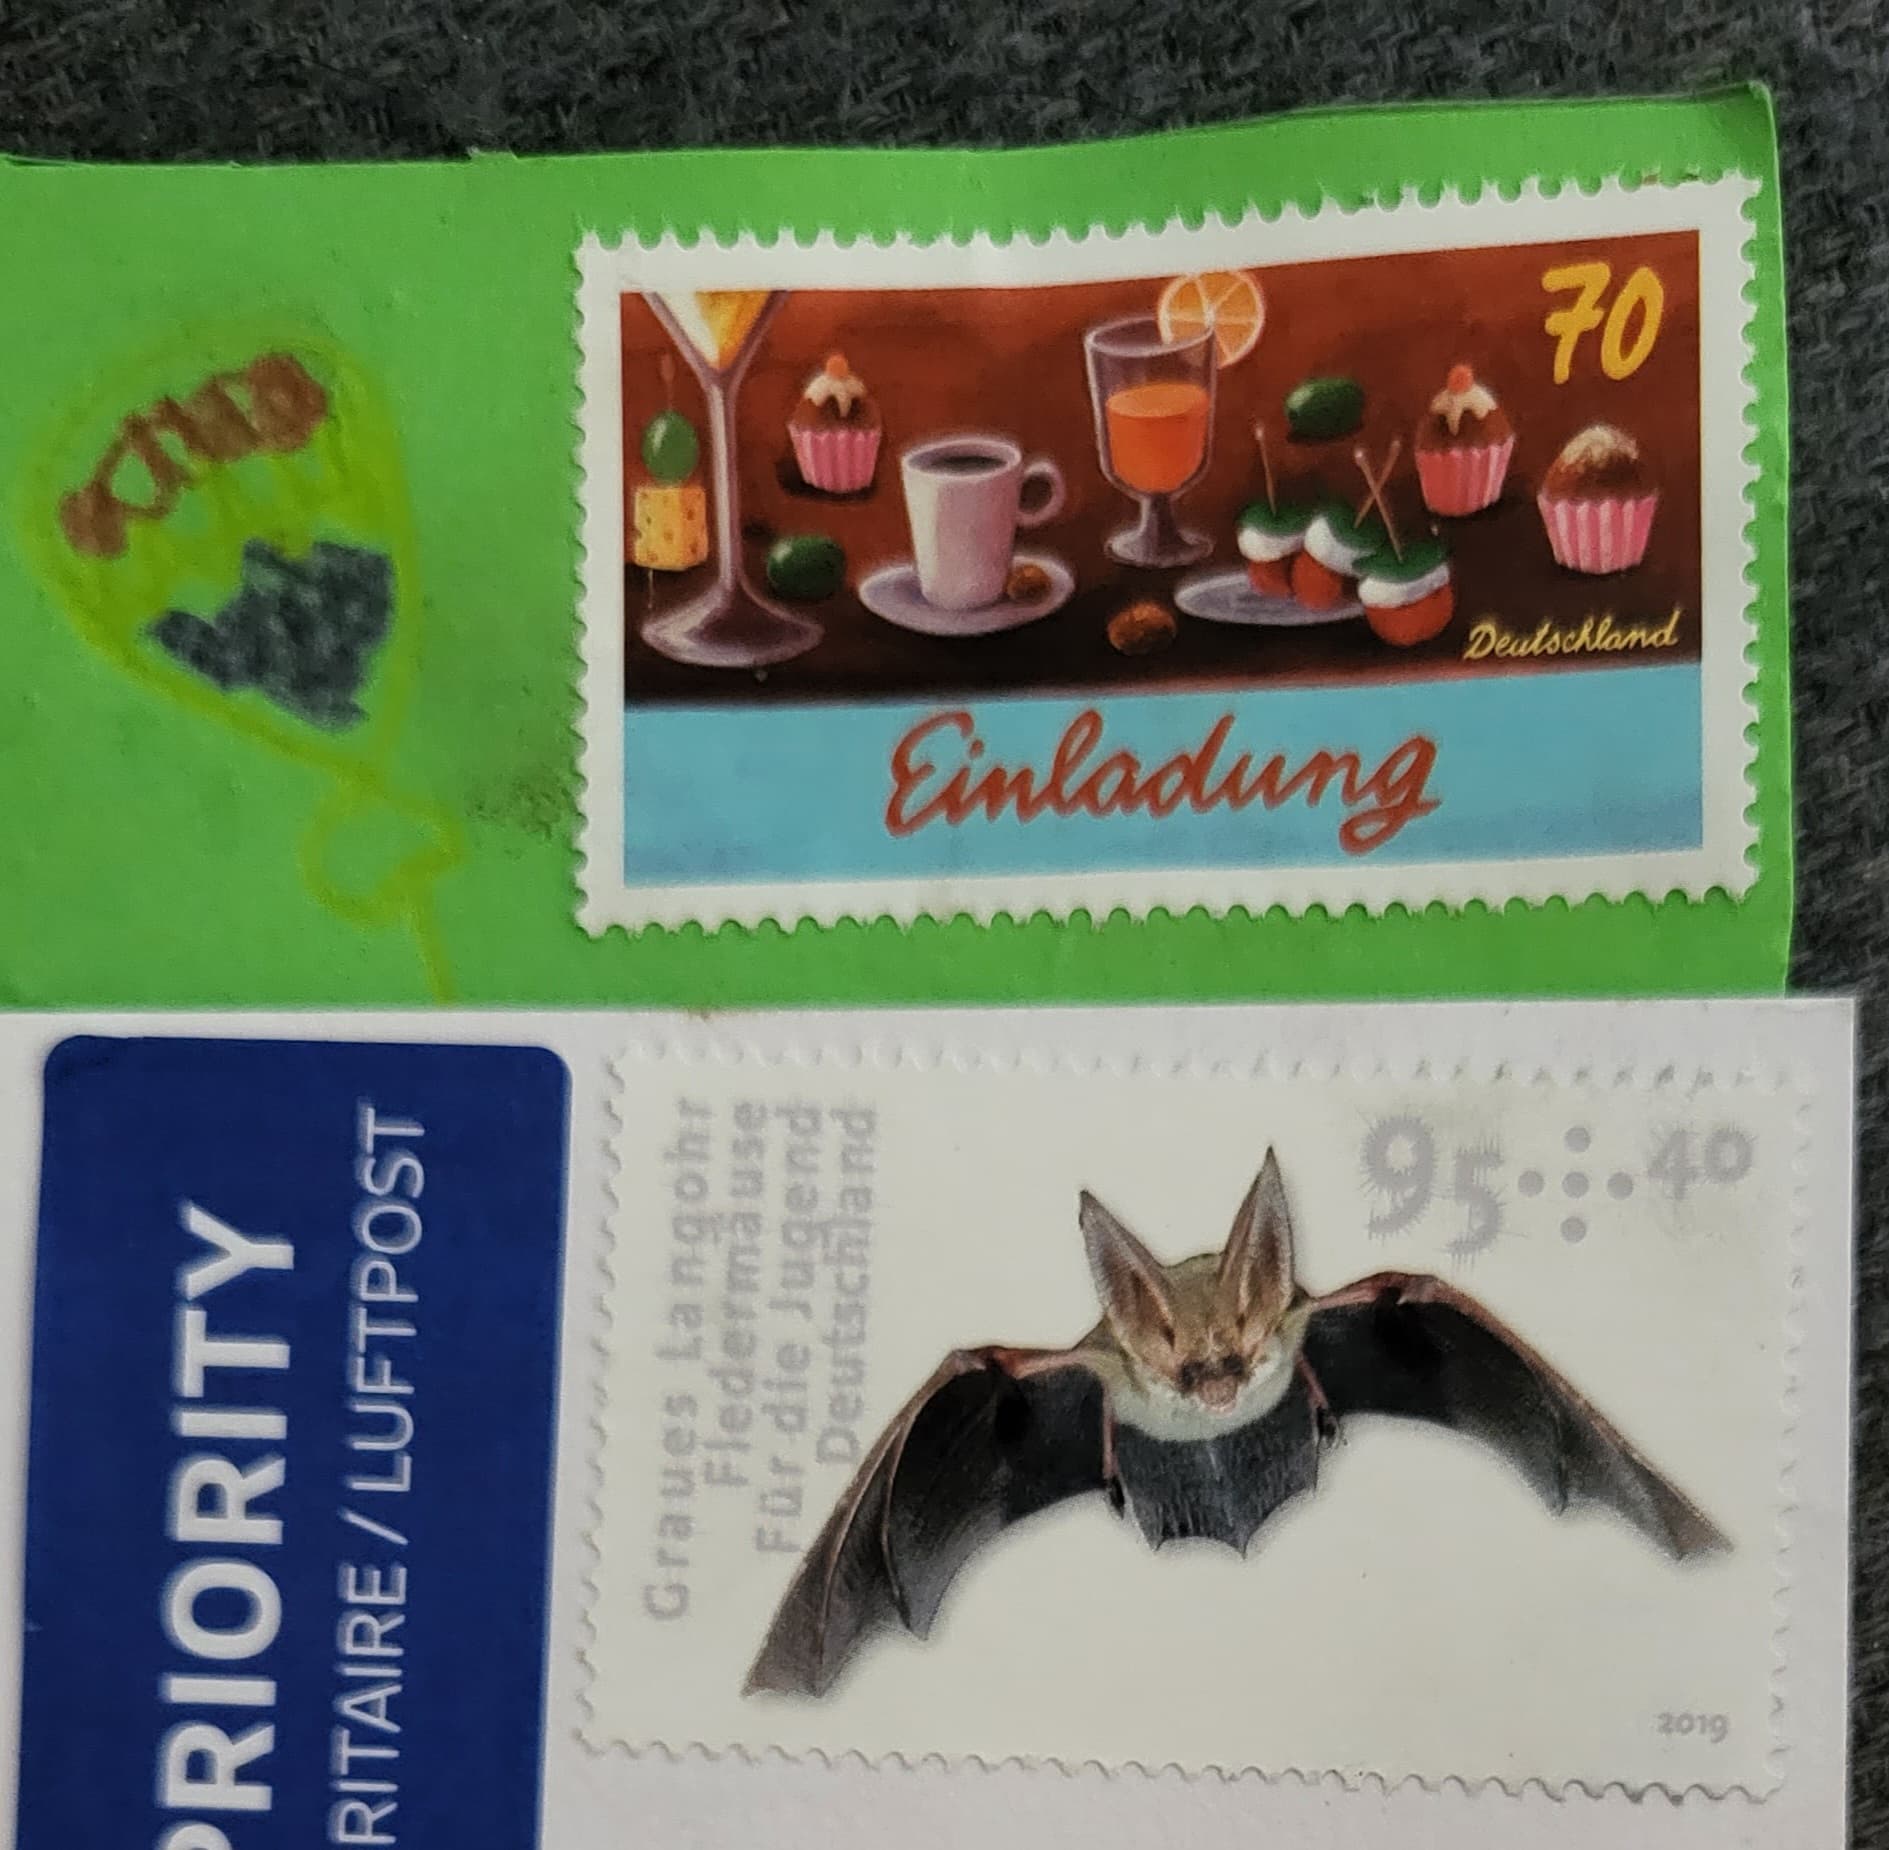 70
Deutschland
Einladung
PRIORITY
RITAIRE / LUFTPOST
Graues Langohr
Fledermäuse
Für die Jugend
Deutschland
95+40
2019